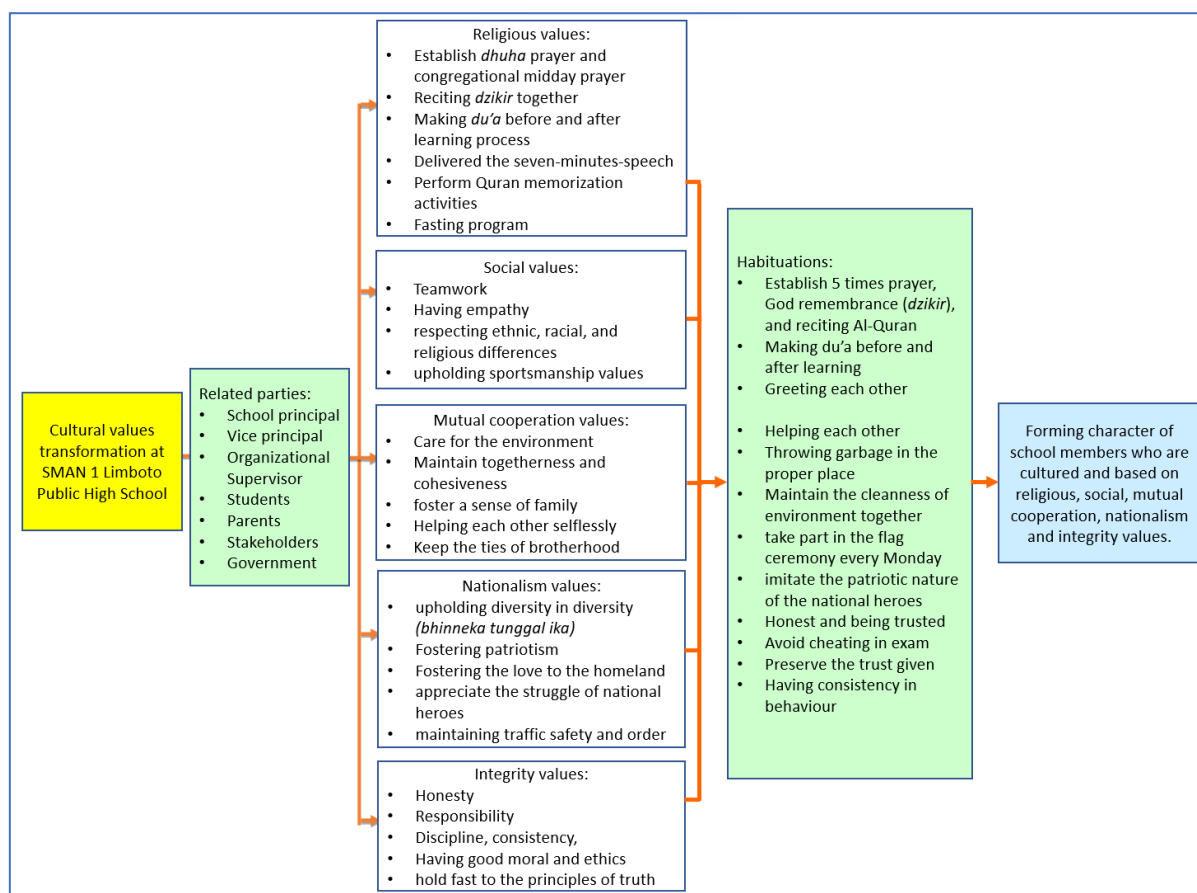 Cultural values
transformation at
SMAN 1 Limboto
Public High School
Related parties:
• School principal
• Vice principal
• Organizational
Supervisor
• Students
• Parents
• Stakeholders
• Government
Religious values:
• Establish dhuha prayer and
congregational midday prayer
• Reciting dzikir together
• Making du’a before and after
learning process
• Delivered the seven-minutes-speech
• Perform Quran memorization
activities
• Fasting program
Social values:
• Teamwork
• Having empathy
• respecting ethnic, racial, and
religious differences
• upholding sportsmanship values
Mutual cooperation values:
• Care for the environment
• Maintain togetherness and
cohesiveness
• foster a sense of family
• Helping each other selflessly
• Keep the ties of brotherhood
Nationalism values:
• upholding diversity in diversity
(bhinneka tunggal ika)
• Fostering patriotism
• Fostering the love to the homeland
• appreciate the struggle of national
heroes
• maintaining traffic safety and order
Integrity values:
• Honesty
• Responsibility
• Discipline, consistency,
• Having good moral and ethics
• hold fast to the principles of truth
Habituations:
• Establish 5 times prayer,
God remembrance (dzikir),
and reciting Al-Quran
• Making du’a before and
after learning
• Greeting each other
• Helping each other
• Throwing garbage in the
proper place
• Maintain the cleanness of
environment together
• take part in the flag
ceremony every Monday
• imitate the patriotic nature
of the national heroes
• Honest and being trusted
• Avoid cheating in exam
• Preserve the trust given
• Having consistency in
behaviour
Forming character of
school members who are
cultured and based on
religious, social, mutual
cooperation, nationalism
and integrity values.